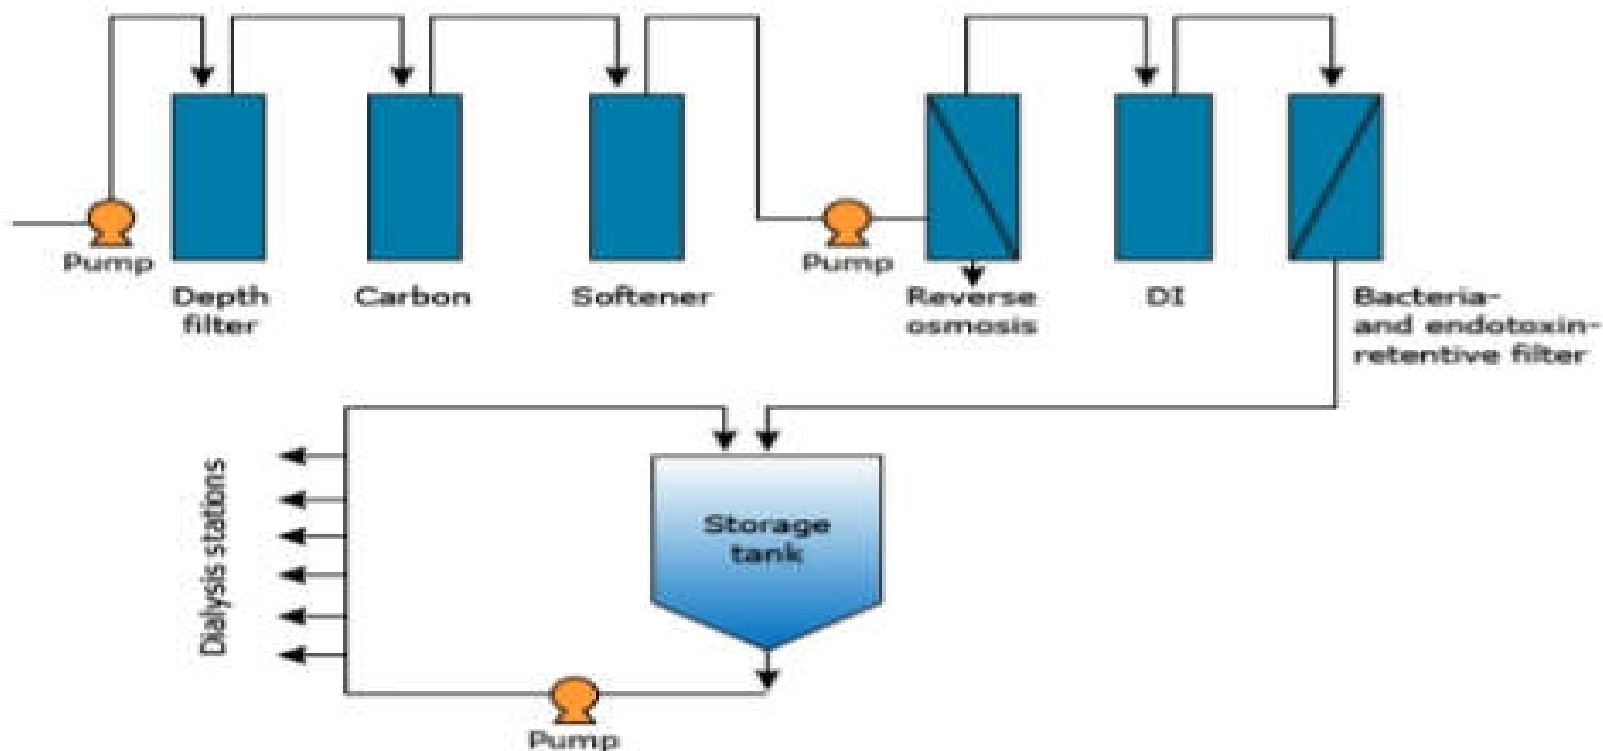 Pump
Depth
filter
Carbon
Softener
Pump
Reverse
osmosis
DI
Bacteria-
and endotoxin-
retentive filter
Dialysis stations
Storage
tank
Pump